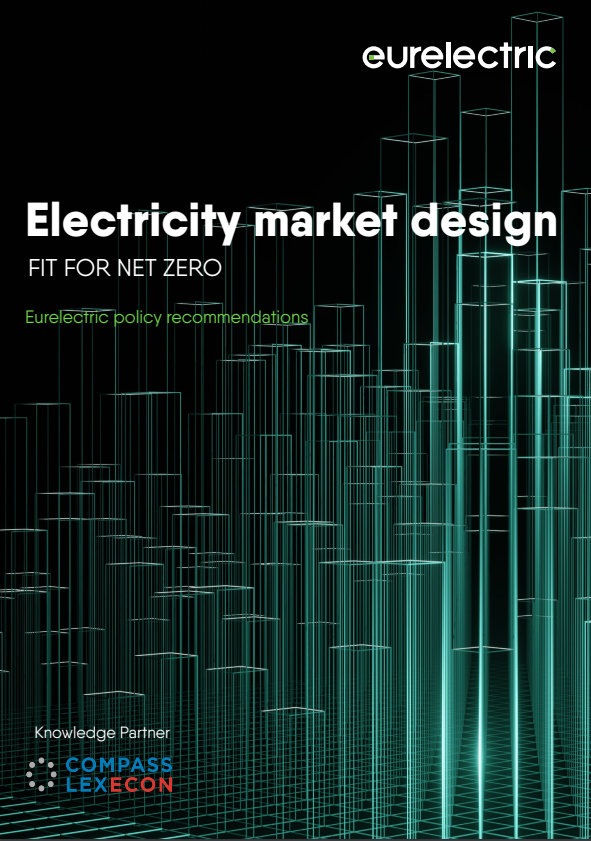 eurelectric
Electricity market design
FIT FOR NET ZERO
Eurelectric policy recommendations
Knowledge Partner
COMPASS
LEXECON